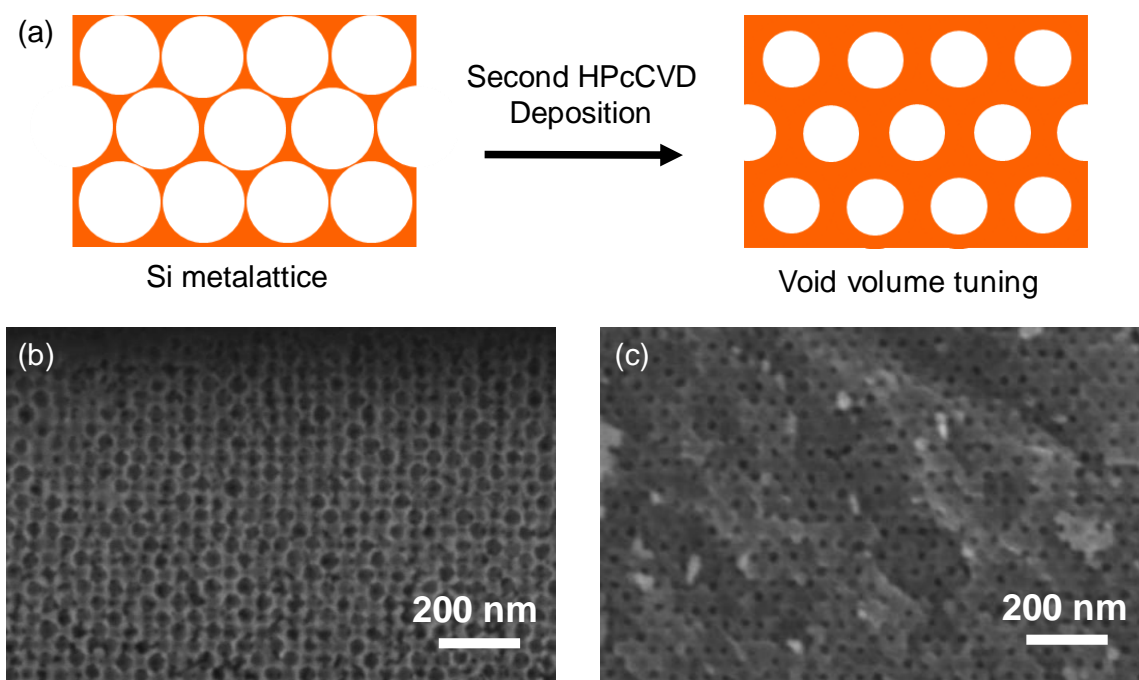 (a)
Second HPcCVD
Deposition
Si metalattice
Void volume tuning
(b)
200 nm
(c)
200 nm